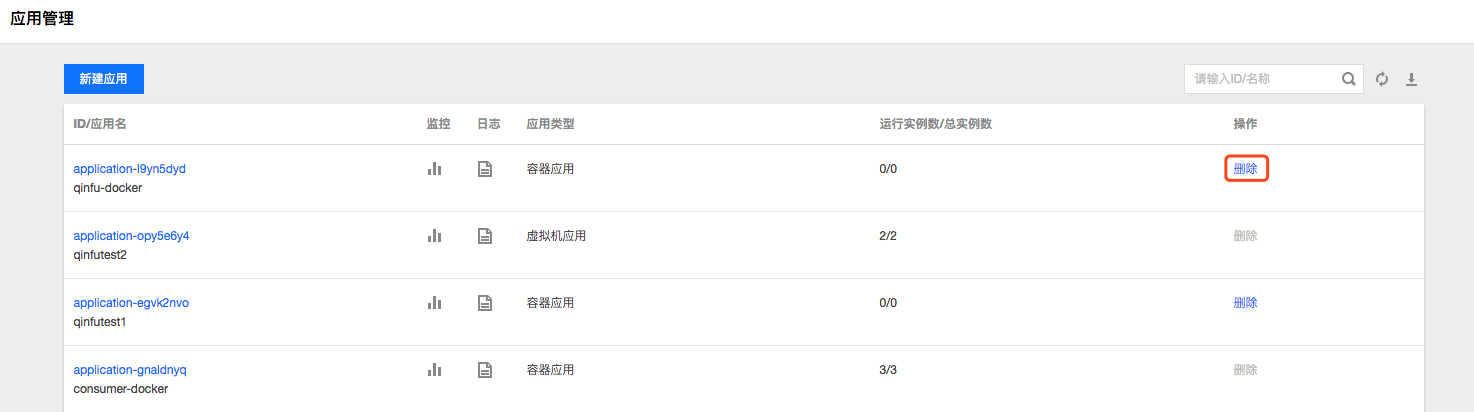 应用管理
新建应用
请输入ID/名称
ID/应用名 监控 日志 应用类型 运行实例数/总实例数 操作
application-l9yn5dyd 容器应用 0/0 删除
qinfu-docker
application-opy5e6y4 虚拟机应用 2/2 删除
qinfutest2
application-egvk2nvo 容器应用 0/0 删除
qinfutest1
application-gnaldnyq 容器应用 3/3 删除
consumer-docker